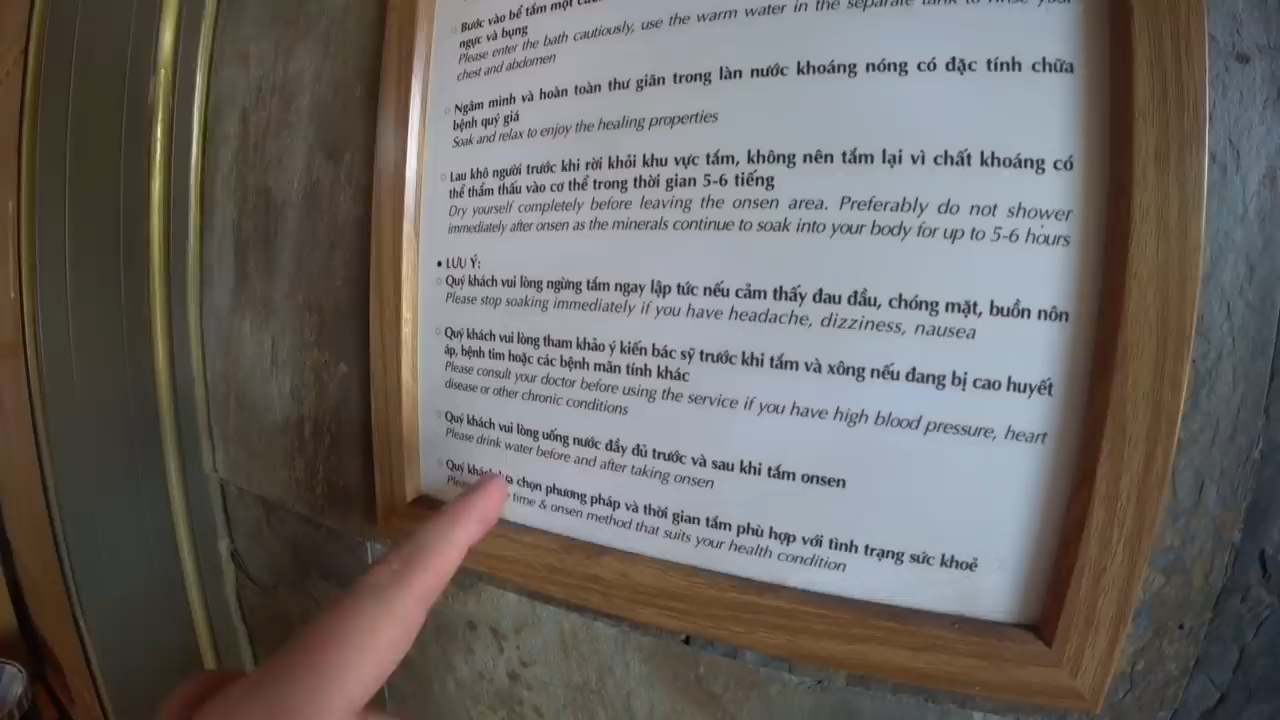 Bước vào bể tắm một
ngực và bụng
Please enter the bath cautiously, use the warm water in the separate tank to rinse your
chest and abdomen
Ngâm mình và hoàn toàn thư giãn trong làn nước khoáng nóng có đặc tính chữa
bệnh quý giá
Soak and relax to enjoy the healing properties
Lau khô người trước khi rời khỏi khu vực tắm, không nên tắm lại vì chất khoáng có
thể thẩm thấu vào cơ thể trong thời gian 5-6 tiếng
Dry yourself completely before leaving the onsen area. Preferably do not shower
immediately after onsen as the minerals continue to soak into your body for up to 5-6 hours
• LƯU Ý:
Quý khách vui lòng ngừng tắm ngay lập tức nếu cảm thấy đau đầu, chóng mặt, buồn nôn
Please stop soaking immediately if you have headache, dizziness, nausea
Quý khách vui lòng tham khảo ý kiến bác sỹ trước khi tắm và xông nếu đang bị cao huyết
áp, bệnh tim hoặc các bệnh mãn tính khác
Please consult your doctor before using the service if you have high blood pressure, heart
disease or other chronic conditions
Quý khách vui lòng uống nước đầy đủ trước và sau khi tắm onsen
Please drink water before and after taking onsen
Quý khách chọn phương pháp và thời gian tắm phù hợp với tình trạng sức khoẻ
time & onsen method that suits your health condition